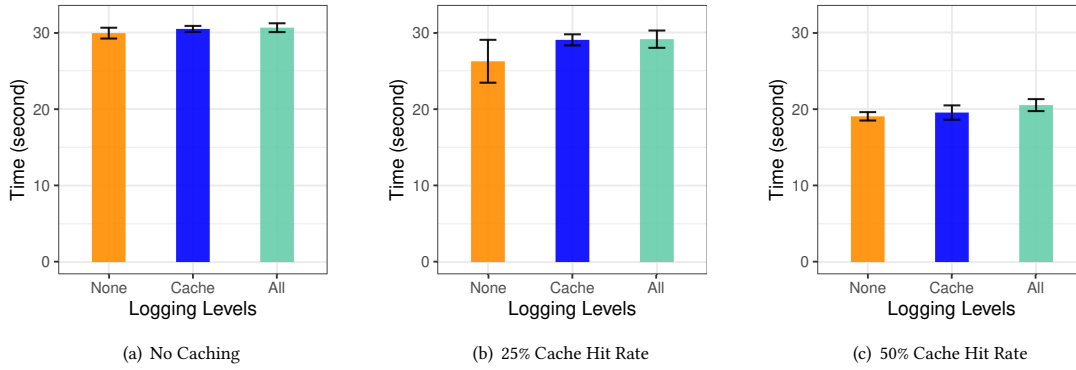 30
20
10
0
Time (second)
None
Cache
All
Logging Levels
(a) No Caching
30
20
10
0
Time (second)
None
Cache
All
Logging Levels
(b) 25% Cache Hit Rate
30
20
10
0
Time (second)
None
Cache
All
Logging Levels
(c) 50% Cache Hit Rate